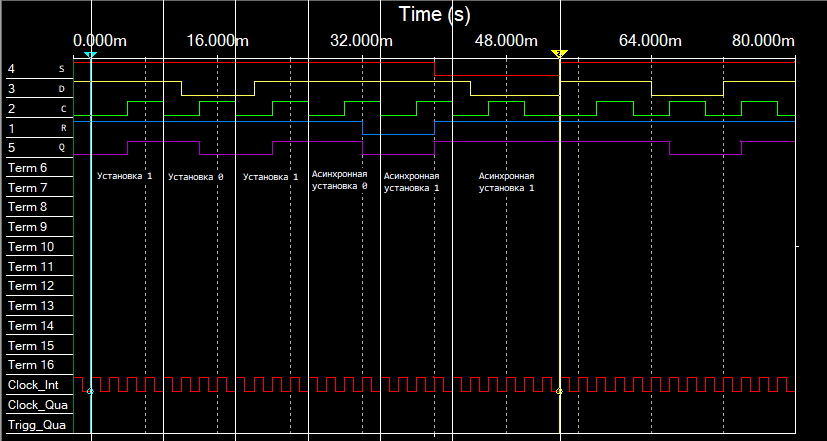 Time (s)
0.000m 16.000m 32.000m 48.000m 64.000m 80.000m
4 S
3 D
2 C
1 R
5 Q
Term 6
Установка 1 Установка 0 Установка 1 Асинхронная установка 0 Асинхронная установка 1 Асинхронная установка 1
Term 7
Term 8
Term 9
Term 10
Term 11
Term 12
Term 13
Term 14
Term 15
Term 16
Clock_Int
Clock_Qua
Trigg_Qua